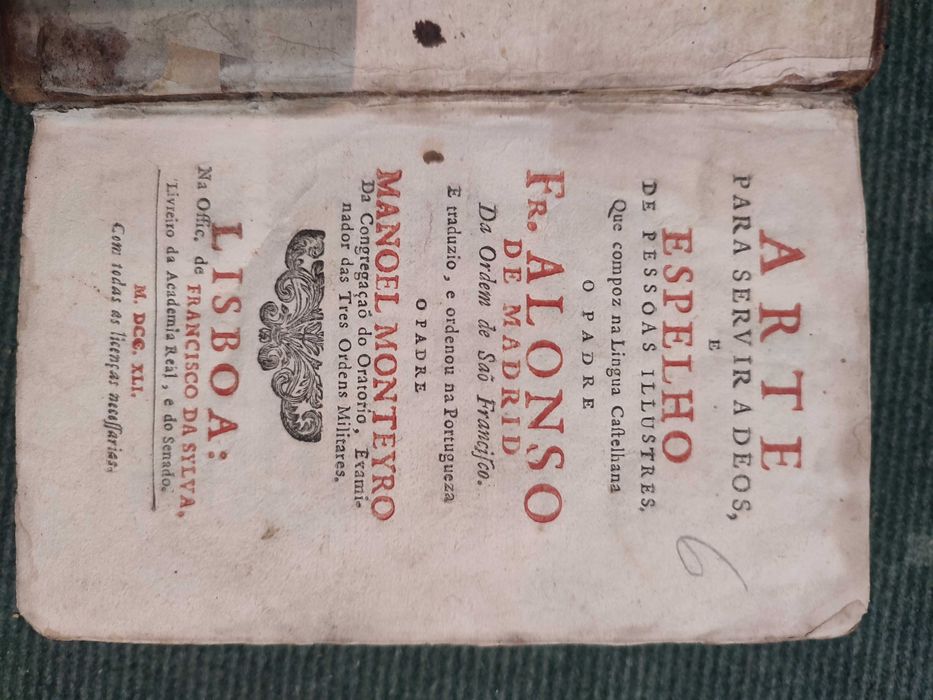 ARTE
PARA SERVIR A DEOS,
E
ESPELHO
DE PESSOAS ILLUSTRES,
Que compoz na Lingua Caſtelhana
O PADRE
FR. ALONSO
DE MADRID
Da Ordem de Saõ Franciſco.
E traduzio, e ordenou na Portugueza
O PADRE
MANOEL MONTEYRO
Da Congregaçaõ do Oratorio, Exami-
nador das Tres Ordens Militares.
LISBOA:
Na Offic. de FRANCISCO DA SYLVA,
Livreiro da Academia Real, e do Senado.
M. DCC. XLI.
Com todas as licenças neceſſarias.
6